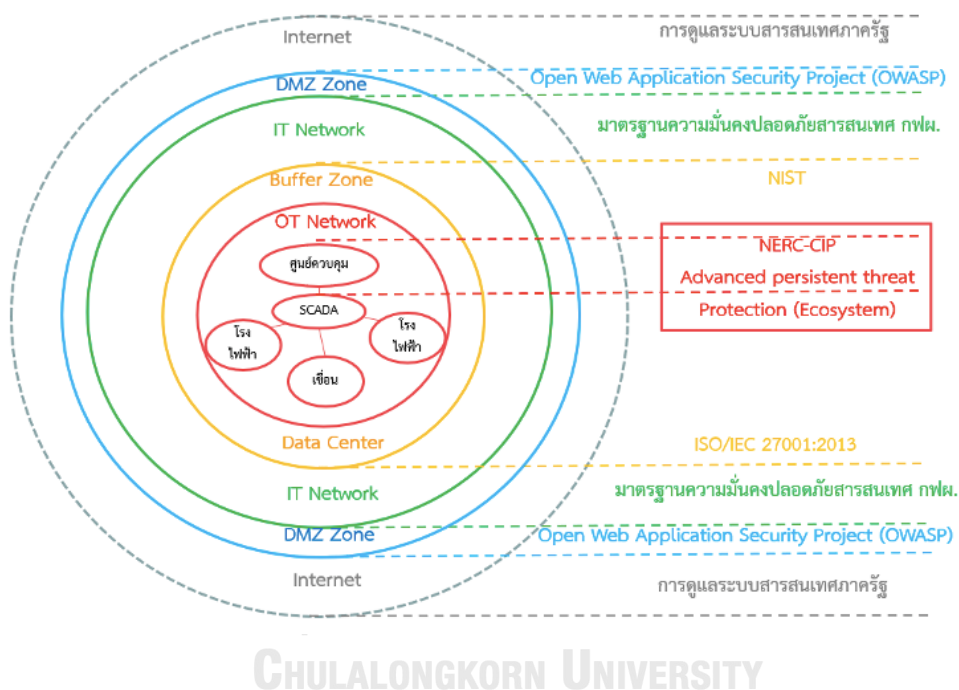 Internet
การดูแลระบบสารสนเทศภาครัฐ
DMZ Zone
Open Web Application Security Project (OWASP)
IT Network
มาตรฐานความมั่นคงปลอดภัยสารสนเทศ กฟผ.
Buffer Zone
NIST
OT Network
NERC-CIP
ศูนย์ควบคุม
Advanced persistent threat
SCADA
Protection (Ecosystem)
โรง
ไฟฟ้า
โรง
ไฟฟ้า
เขื่อน
Data Center
ISO/IEC 27001:2013
IT Network
มาตรฐานความมั่นคงปลอดภัยสารสนเทศ กฟผ.
DMZ Zone
Open Web Application Security Project (OWASP)
Internet
การดูแลระบบสารสนเทศภาครัฐ
CHULALONGKORN UNIVERSITY